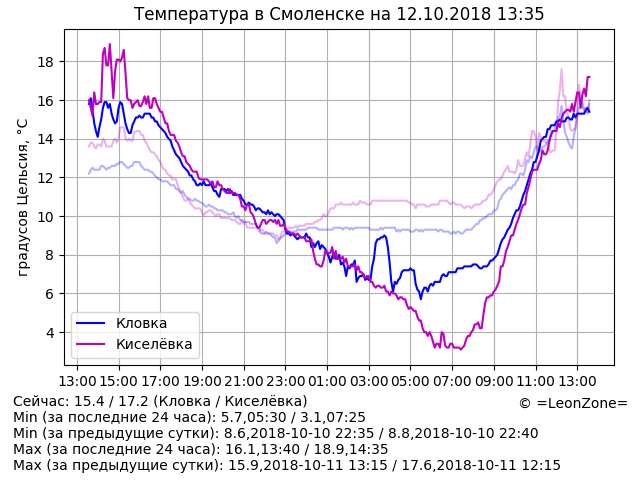 Температура в Смоленске на 12.10.2018 13:35
градусов Цельсия, °C
18
16
14
12
10
8
6
4
Кловка
Киселёвка
13:00 15:00 17:00 19:00 21:00 23:00 01:00 03:00 05:00 07:00 09:00 11:00 13:00
Сейчас: 15.4 / 17.2 (Кловка / Киселёвка)
© =LeonZone=
Min (за последние 24 часа): 5.7,05:30 / 3.1,07:25
Min (за предыдущие сутки): 8.6,2018-10-10 22:35 / 8.8,2018-10-10 22:40
Max (за последние 24 часа): 16.1,13:40 / 18.9,14:35
Max (за предыдущие сутки): 15.9,2018-10-11 13:15 / 17.6,2018-10-11 12:15